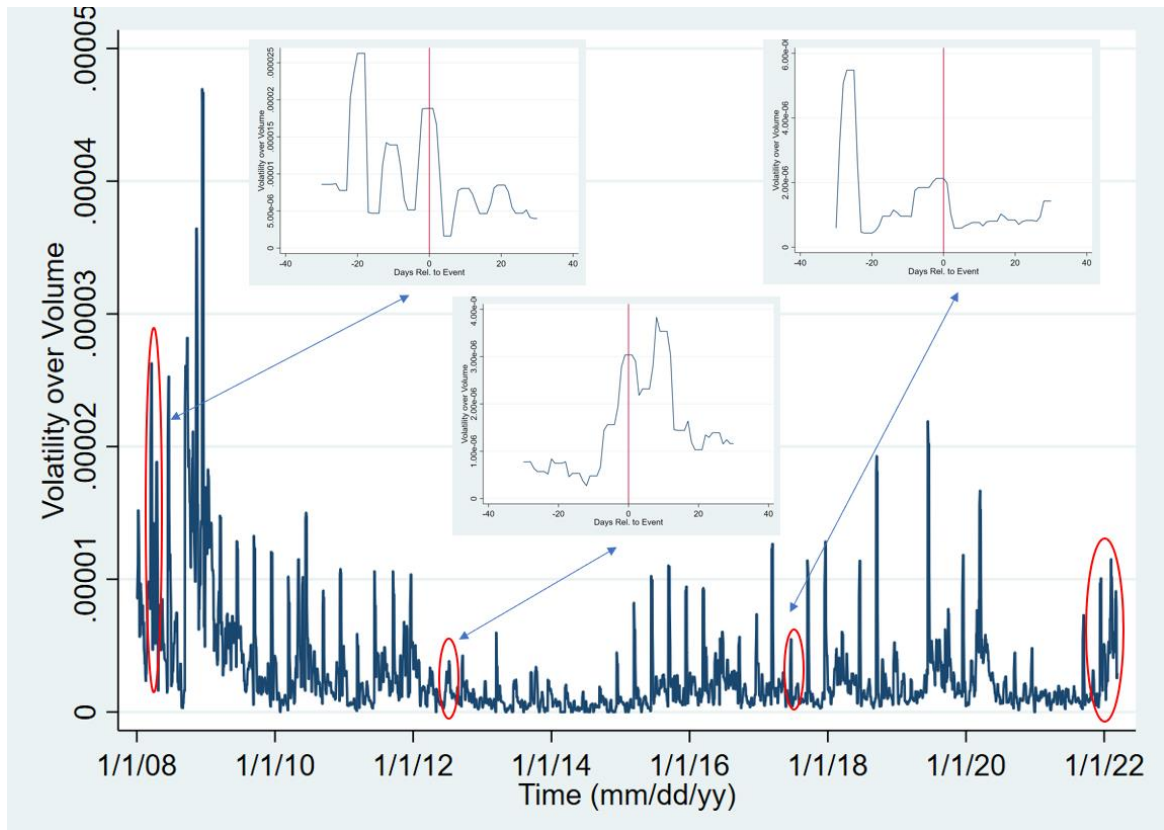 Volatility over Volume
.00005
.00004
.00003
.00002
.00001
0
1/1/08 1/1/10 1/1/12 1/1/14 1/1/16 1/1/18 1/1/20 1/1/22
Time (mm/dd/yy)
Volatility over Volume
.000025
.00002
.000015
.00001
5.00e-06
0
-40 -20 0 20 40
Days Rel. to Event
Volatility over Volume
6.00e-0
4.00e-06
2.00e-06
0
-40 -20 0 20 40
Days Rel. to Event
Volatility over Volume
4.00e-0
3.00e-06
2.00e-06
1.00e-06
0
-40 -20 0 20 40
Days Rel. to Event